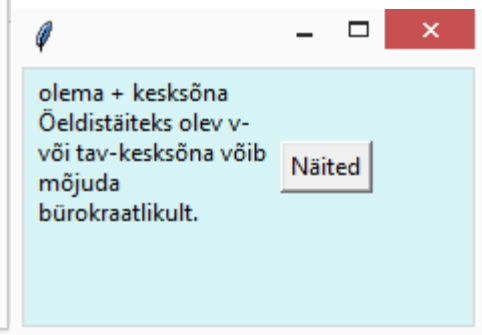 olema + kesksõna
Öeldistäiteks olev v-
või tav-kesksõna võib
mõjuda
bürokraatlikult.
Näited